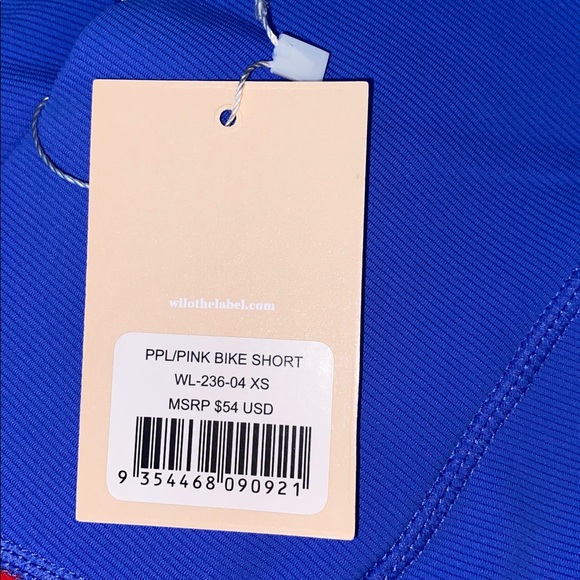 wilothelabel.com
PPL/PINK BIKE SHORT
WL-236-04 XS
MSRP $54 USD
9 354468 090921